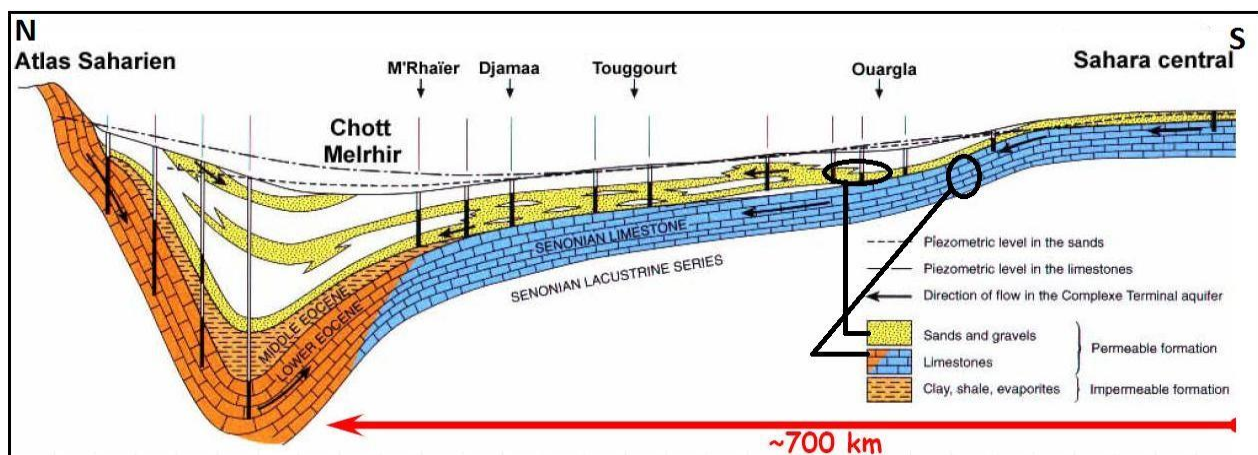 N
S
Atlas Saharien
Sahara central
M'Rhaïer
Djamaa
Touggourt
Ouargla
Chott
Melrhir
SENONIAN LIMESTONE
SENONIAN LACUSTRINE SERIES
MIDDLE EOCENE
LOWER EOCENE
Piezometric level in the sands
Piezometric level in the limestones
Direction of flow in the Complexe Terminal aquifer
Sands and gravels
Limestones
Permeable formation
Clay, shale, evaporites
Impermeable formation
~700 km